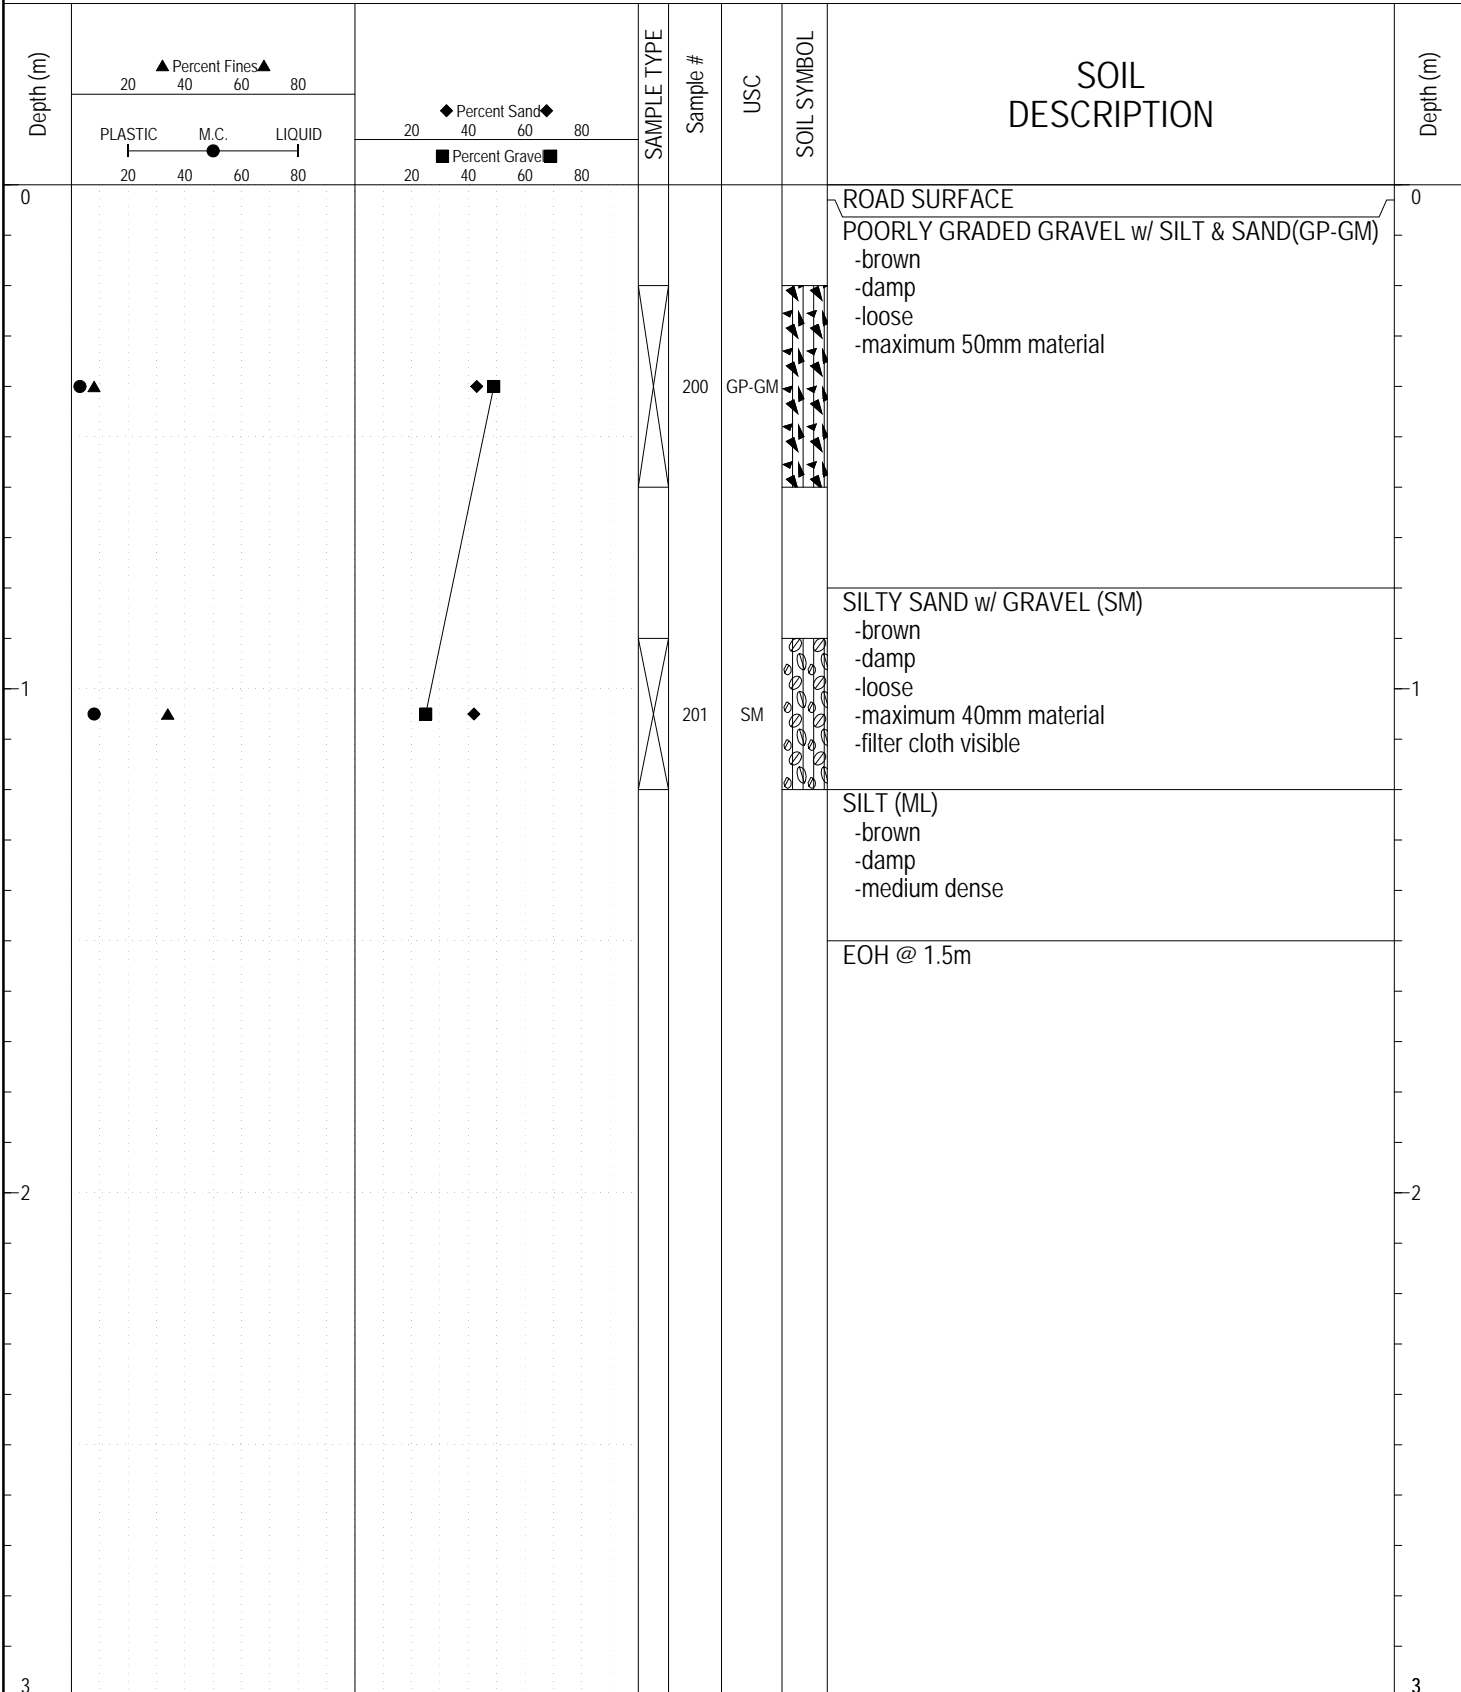 Depth (m)
Percent Fines
20 40 60 80
PLASTIC M.C. LIQUID
20 40 60 80
Percent Sand
20 40 60 80
Percent Gravel
20 40 60 80
SAMPLE TYPE
Sample #
USC
SOIL SYMBOL
SOIL
DESCRIPTION
Depth (m)
0
ROAD SURFACE
0
POORLY GRADED GRAVEL w/ SILT & SAND(GP-GM)
-brown
-damp
-loose
-maximum 50mm material
200 GP-GM
SILTY SAND w/ GRAVEL (SM)
-brown
-damp
-loose
1
1
-maximum 40mm material
201 SM
-filter cloth visible
SILT (ML)
-brown
-damp
-medium dense
EOH @ 1.5m
2
2
3
3